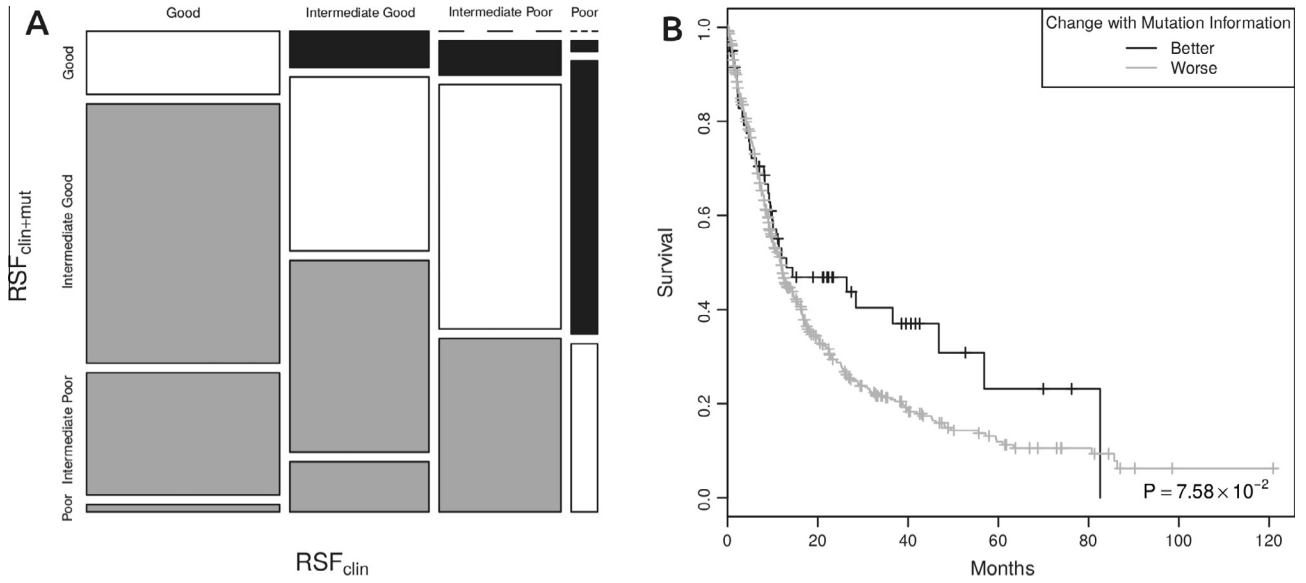 A
Good
Intermediate Good
Intermediate Poor
Poor
Good
Intermediate Good
Intermediate Poor
Poor
RSFclin+mut
RSFclin
B
Change with Mutation Information
Better
Worse
1.0
0.8
0.6
0.4
0.2
0.0
Survival
P = 7.58 × 10⁻²
0
20
40
60
80
100
120
Months